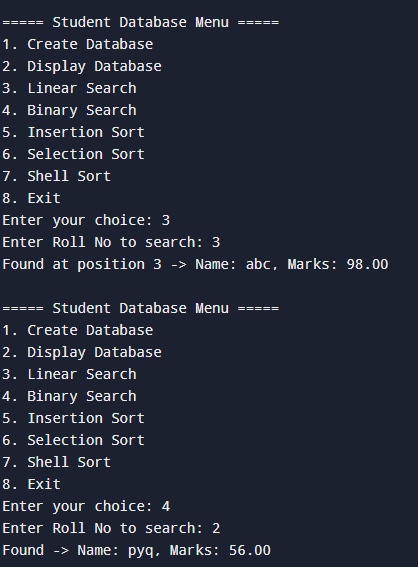 ===== Student Database Menu =====
1. Create Database
2. Display Database
3. Linear Search
4. Binary Search
5. Insertion Sort
6. Selection Sort
7. Shell Sort
8. Exit
Enter your choice: 3
Enter Roll No to search: 3
Found at position 3 -> Name: abc, Marks: 98.00
===== Student Database Menu =====
1. Create Database
2. Display Database
3. Linear Search
4. Binary Search
5. Insertion Sort
6. Selection Sort
7. Shell Sort
8. Exit
Enter your choice: 4
Enter Roll No to search: 2
Found -> Name: pyq, Marks: 56.00